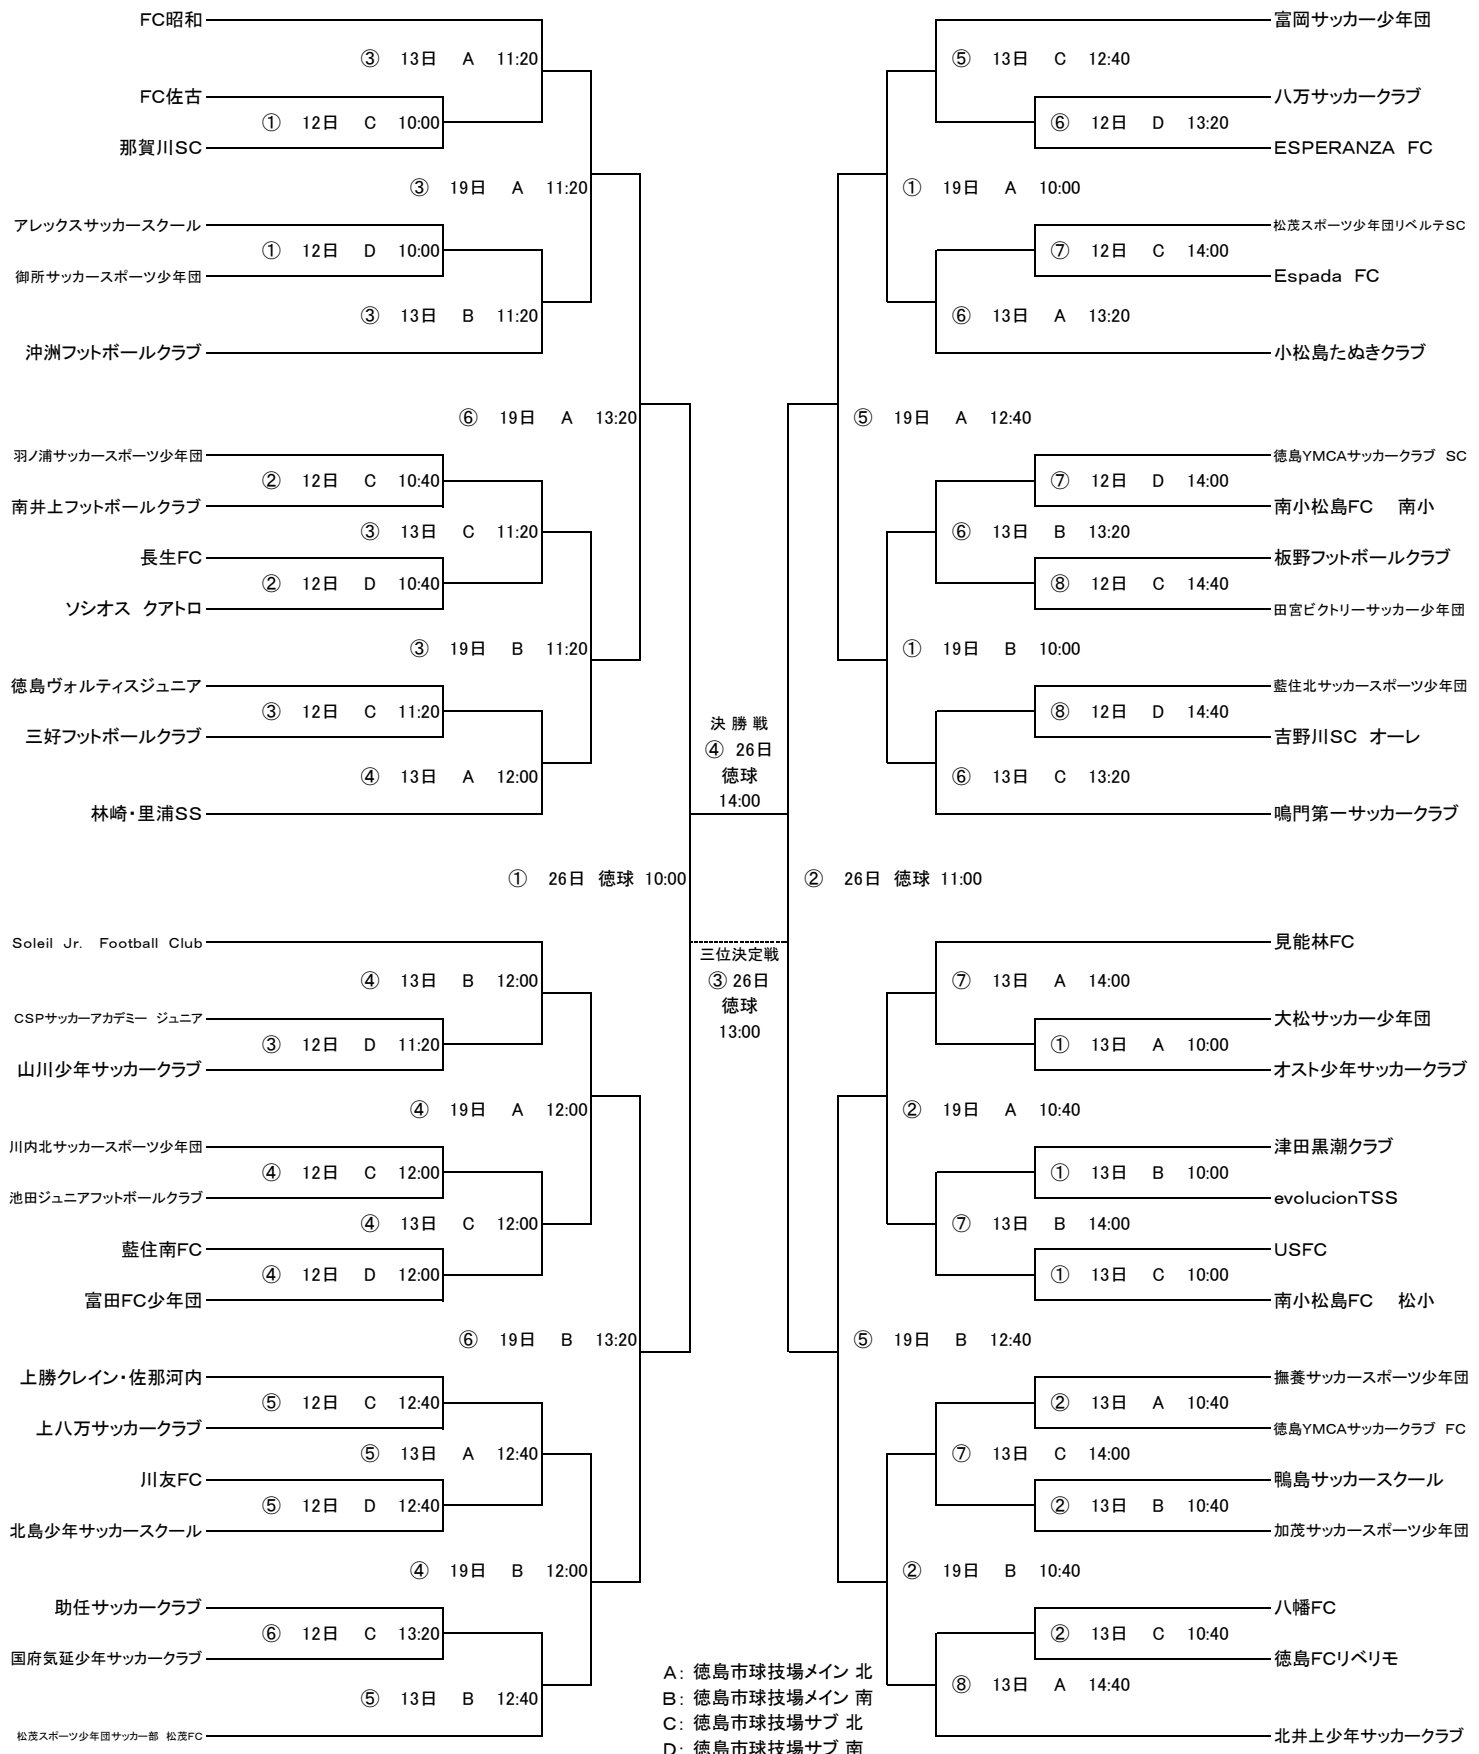 FC昭和
③ 13日 A 11:20
FC佐古
① 12日 C 10:00
那賀川SC
③ 19日 A 11:20
アレックスサッカースクール
① 12日 D 10:00
御所サッカースポーツ少年団
③ 13日 B 11:20
沖洲フットボールクラブ
⑥ 19日 A 13:20
羽ノ浦サッカースポーツ少年団
② 12日 C 10:40
南井上フットボールクラブ
③ 13日 C 11:20
長生FC
② 12日 D 10:40
ソシオス クアトロ
③ 19日 B 11:20
徳島ヴォルティスジュニア
③ 12日 C 11:20
三好フットボールクラブ
④ 13日 A 12:00
林崎・里浦SS
① 26日 徳球 10:00
Soleil Jr. Football Club
④ 13日 B 12:00
CSPサッカーアカデミー ジュニア
③ 12日 D 11:20
山川少年サッカークラブ
④ 19日 A 12:00
川内北サッカースポーツ少年団
④ 12日 C 12:00
池田ジュニアフットボールクラブ
④ 13日 C 12:00
藍住南FC
④ 12日 D 12:00
富田FC少年団
⑥ 19日 B 13:20
上勝クレイン・佐那河内
⑤ 12日 C 12:40
上八万サッカークラブ
⑤ 13日 A 12:40
川友FC
⑤ 12日 D 12:40
北島少年サッカースクール
④ 19日 B 12:00
助任サッカークラブ
⑥ 12日 C 13:20
国府気延少年サッカークラブ
⑤ 13日 B 12:40
松茂スポーツ少年団サッカー部 松茂FC
決勝戦
④ 26日
徳球
14:00
三位決定戦
③ 26日
徳球
13:00
富岡サッカー少年団
⑤ 13日 C 12:40
八万サッカークラブ
⑥ 12日 D 13:20
ESPERANZA FC
① 19日 A 10:00
松茂スポーツ少年団リベルテSC
⑦ 12日 C 14:00
Espada FC
⑥ 13日 A 13:20
小松島たぬきクラブ
⑤ 19日 A 12:40
徳島YMCAサッカークラブ SC
⑦ 12日 D 14:00
南小松島FC 南小
⑥ 13日 B 13:20
板野フットボールクラブ
⑧ 12日 C 14:40
田宮ビクトリーサッカー少年団
① 19日 B 10:00
藍住北サッカースポーツ少年団
⑧ 12日 D 14:40
吉野川SC オーレ
⑥ 13日 C 13:20
鳴門第一サッカークラブ
② 26日 徳球 11:00
見能林FC
⑦ 13日 A 14:00
大松サッカー少年団
① 13日 A 10:00
オスト少年サッカークラブ
② 19日 A 10:40
津田黒潮クラブ
① 13日 B 10:00
evolucionTSS
⑦ 13日 B 14:00
USFC
① 13日 C 10:00
南小松島FC 松小
⑤ 19日 B 12:40
撫養サッカースポーツ少年団
② 13日 A 10:40
徳島YMCAサッカークラブ FC
⑦ 13日 C 14:00
鴨島サッカースクール
② 13日 B 10:40
加茂サッカースポーツ少年団
② 19日 B 10:40
八幡FC
② 13日 C 10:40
徳島FCリベリモ
⑧ 13日 A 14:40
北井上少年サッカークラブ
A: 徳島市球技場メイン 北
B: 徳島市球技場メイン 南
C: 徳島市球技場サブ 北
D: 徳島市球技場サブ 南